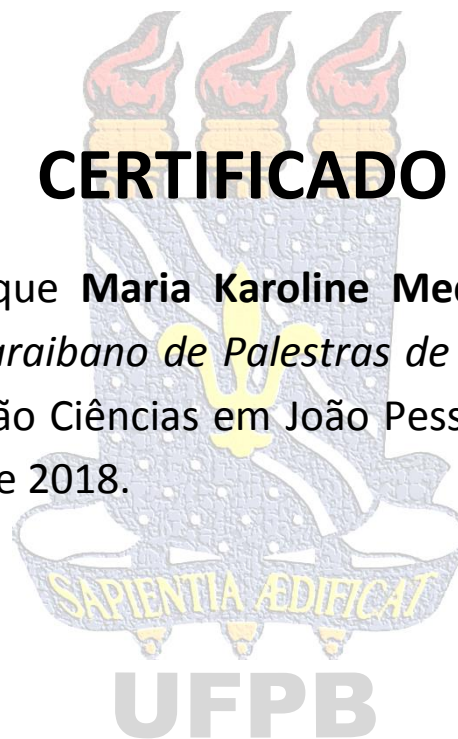 CERTIFICADO
que Maria Karoline
de Palestras de
Ciências em João
2018.
SAPIENTIA ÆDIFICAT
UFPB